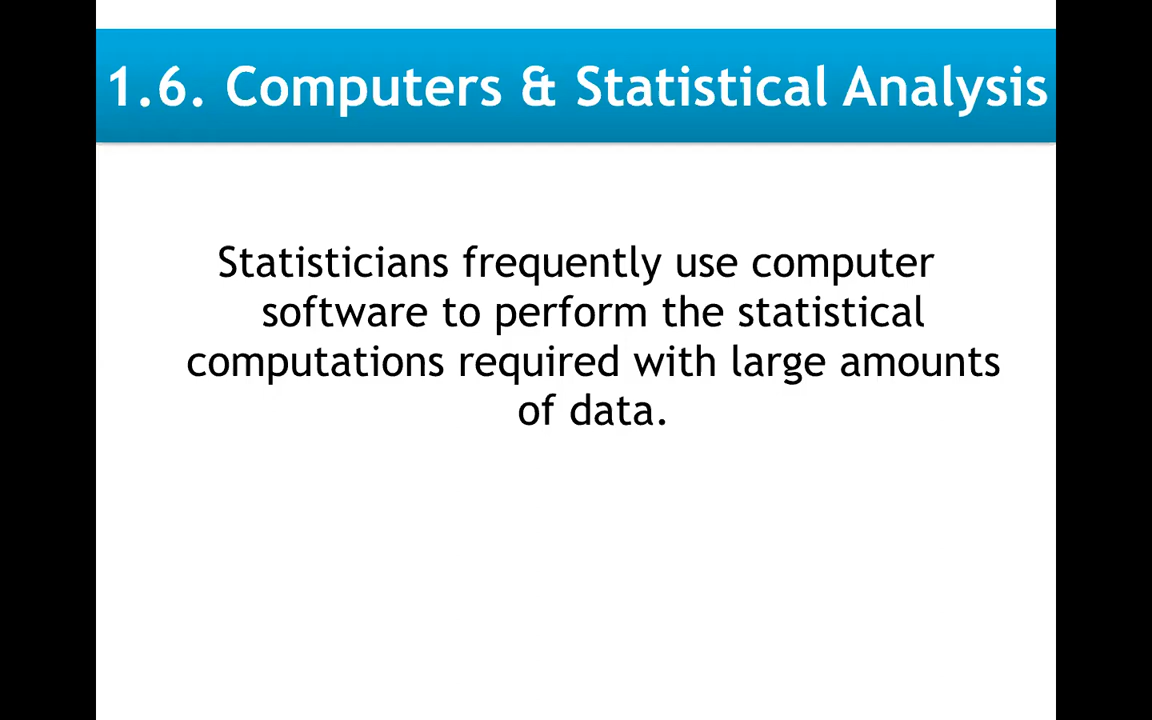 1.6. Computers & Statistical Analysis
Statisticians frequently use computer
software to perform the statistical
computations required with large amounts
of data.